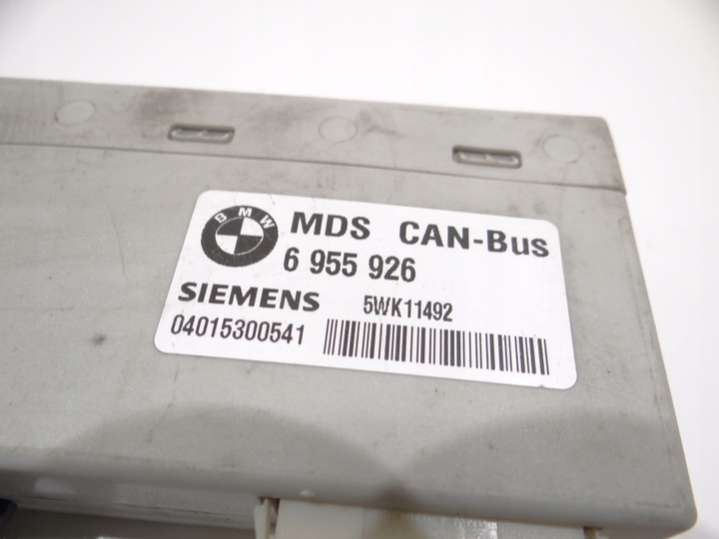 BMW
MDS CAN-Bus
6 955 926
SIEMENS 5WK11492
04015300541